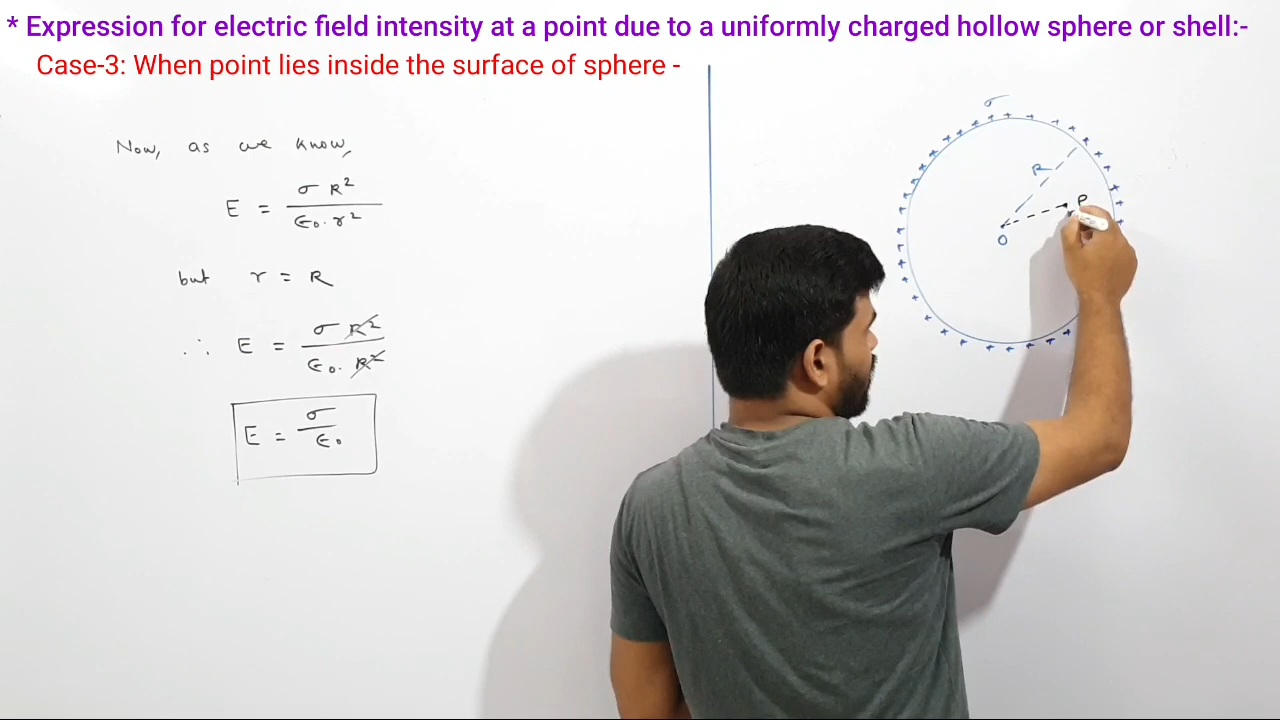 * Expression for electric field intensity at a point due to a uniformly charged hollow sphere or shell:-
Case-3: When point lies inside the surface of sphere -
Now, as we know,
E = σ R² / ϵ₀.r²
but r = R
∴ E = σ R² / ϵ₀.R²
E = σ / ϵ₀
σ
R
P
O